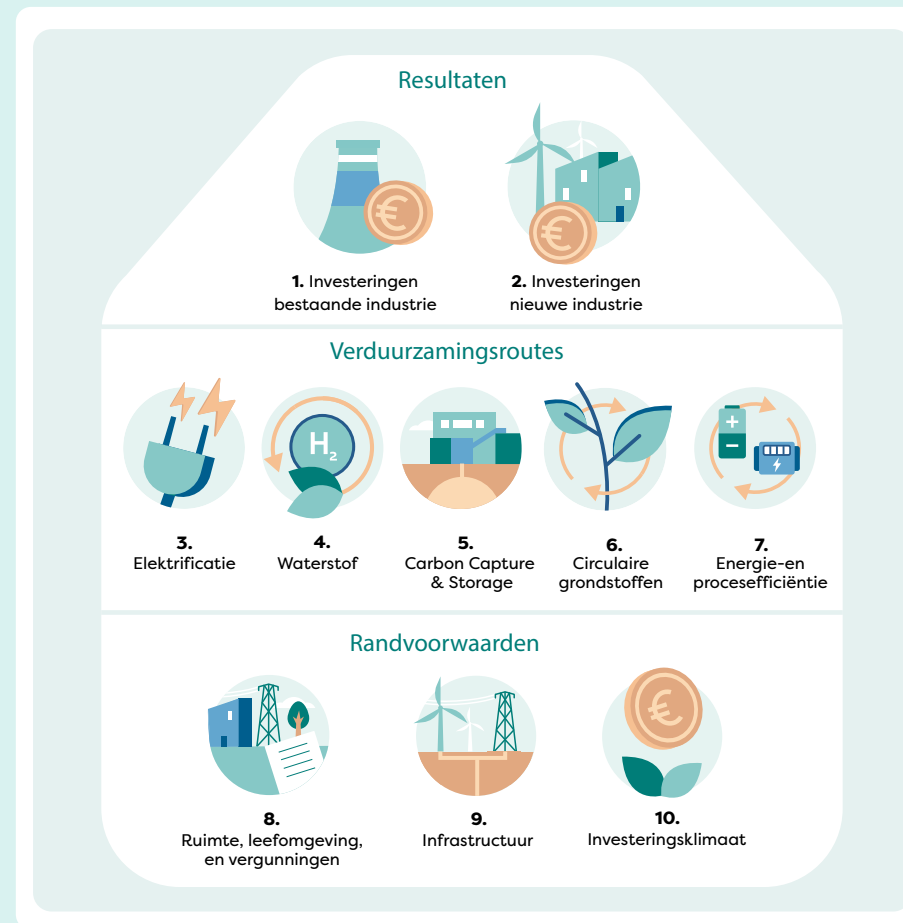 Resultaten
1. Investeringen
bestaande industrie
2. Investeringen
nieuwe industrie
Verduurzamingsroutes
H2
3.
Elektrificatie
4.
Waterstof
5.
Carbon Capture
& Storage
6.
Circulaire
grondstoffen
7.
Energie-en
procesefficiëntie
Randvoorwaarden
8.
Ruimte, leefomgeving,
en vergunningen
9.
Infrastructuur
10.
Investeringsklimaat